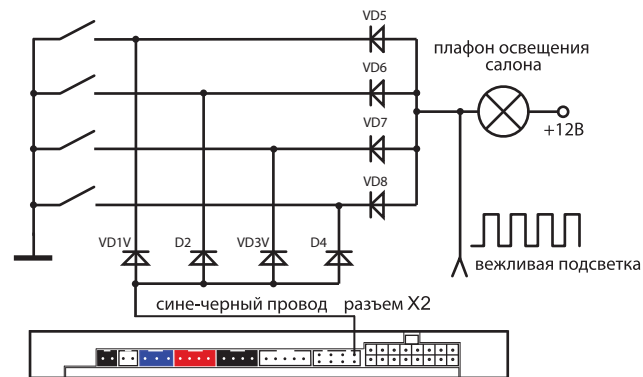 VD5
плафон освещения
салона
VD6
+12В
VD7
VD8
VD1V
D2
VD3V
D4
вежливая подсветка
сине-черный провод разъем X2